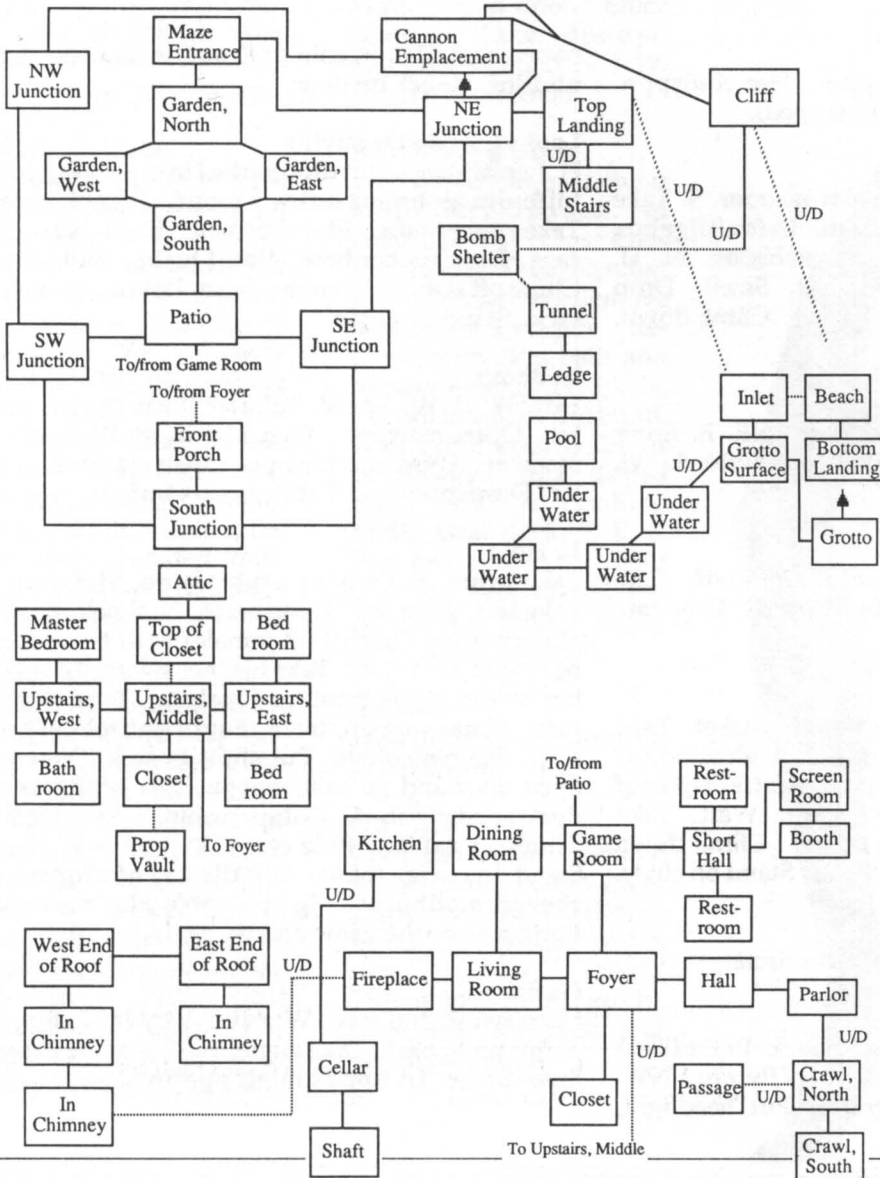 Maze
Entrance
NW
Junction
Cannon
Emplacement
Cliff
Garden,
North
NE
Junction
Top
Landing
U/D
Garden,
West
Garden,
East
Middle
Stairs
U/D
U/D
U/D
Garden,
South
Bomb
Shelter
Patio
SW
Junction
SE
Junction
Tunnel
To/from Game Room
To/from Foyer
Ledge
Inlet
Beach
Front
Porch
Pool
U/D
Grotto
Surface
Bottom
Landing
Under
Water
Under
Water
South Junction
Under
Water
Under
Water
Grotto
Attic
Master
Bedroom
Top of
Closet
Bed
room
Upstairs,
West
Upstairs,
Middle
Upstairs,
East
Bath
room
Closet
Bed
room
To/from
Patio
Rest-
room
Screen
Room
Prop
Vault
To Foyer
Kitchen
Dining
Room
Game
Room
Short
Hall
Both
U/D
Rest-
room
West End
of Roof
East End
of Roof
U/D
Fireplace
Living
Room
Foyer
Hall
Parlor
In
Chimney
In
Chimney
U/D
U/D
Cellar
Closet
Passage
U/D
Crawl,
North
In
Chimney
Shaft
To Upstairs, Middle
Crawl,
South